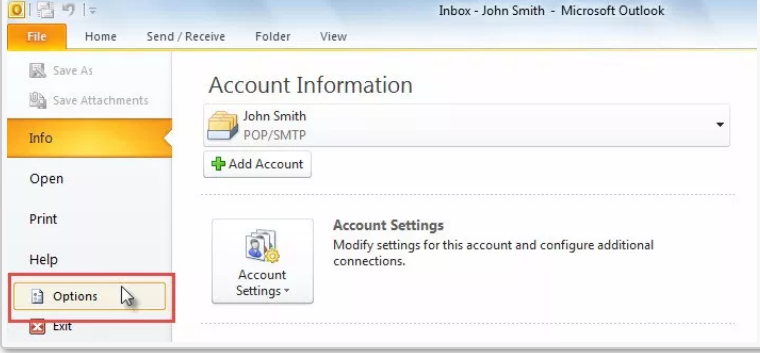 Inbox - John Smith - Microsoft Outlook
File Home Send / Receive Folder View
Save As
Save Attachments
Info
Open
Print
Help
Options
Exit
Account Information
John Smith
POP/SMTP
Add Account
Account Settings
Modify settings for this account and configure additional
connections.
Account
Settings